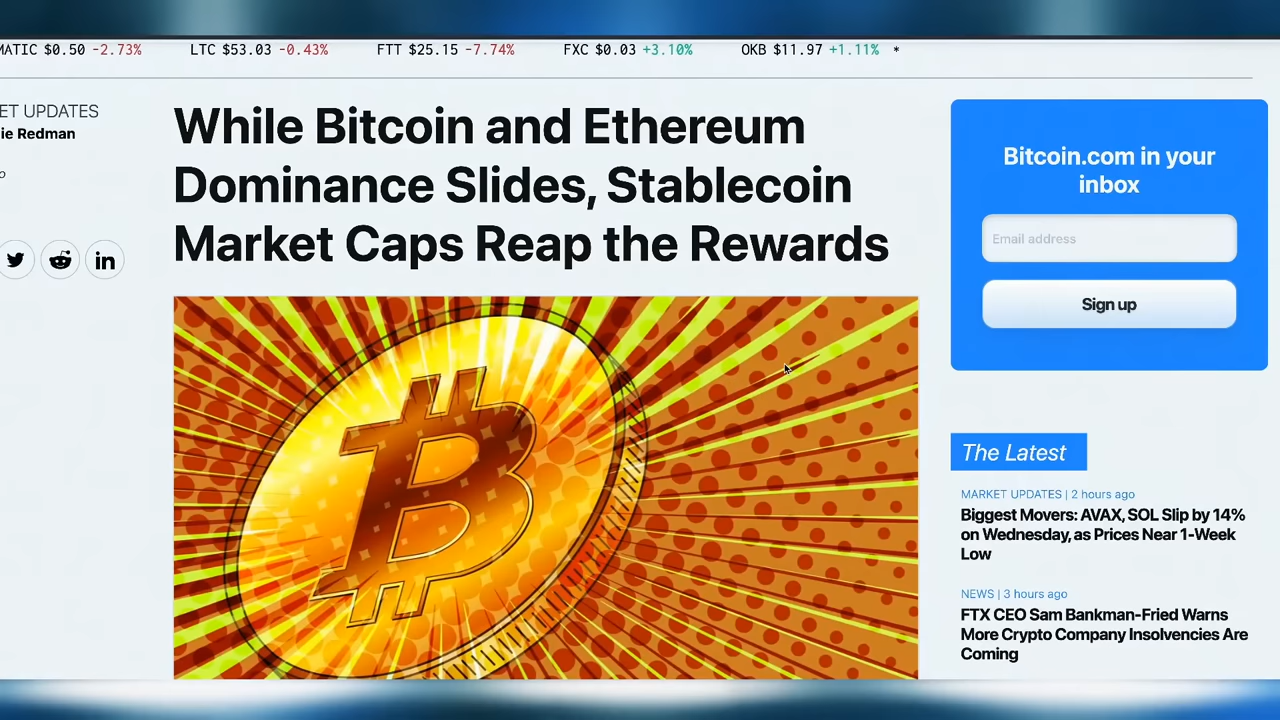 MATIC $0.50 -2.73% LTC $53.03 -0.43% FTT $25.15 -7.74% FXC $0.03 +3.10% OKB $11.97 +1.11% *
ET UPDATES
ie Redman
o
in
While Bitcoin and Ethereum
Dominance Slides, Stablecoin
Market Caps Reap the Rewards
Bitcoin.com in your
inbox
Email address
Sign up
The Latest
MARKET UPDATES | 2 hours ago
Biggest Movers: AVAX, SOL Slip by 14%
on Wednesday, as Prices Near 1-Week
Low
NEWS | 3 hours ago
FTX CEO Sam Bankman-Fried Warns
More Crypto Company Insolvencies Are
Coming